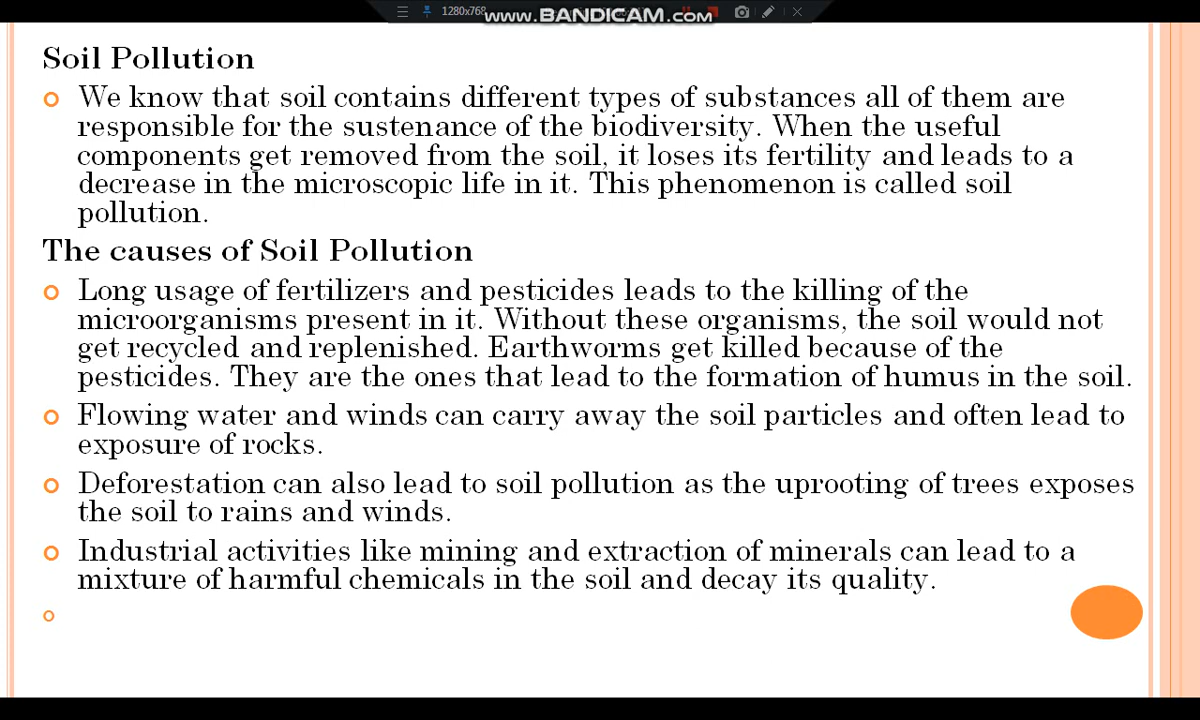 1280x768
www.BANDICAM.com
Soil Pollution
We know that soil contains different types of substances all of them are
responsible for the sustenance of the biodiversity. When the useful
components get removed from the soil, it loses its fertility and leads to a
decrease in the microscopic life in it. This phenomenon is called soil
pollution.
The causes of Soil Pollution
Long usage of fertilizers and pesticides leads to the killing of the
microorganisms present in it. Without these organisms, the soil would not
get recycled and replenished. Earthworms get killed because of the
pesticides. They are the ones that lead to the formation of humus in the soil.
Flowing water and winds can carry away the soil particles and often lead to
exposure of rocks.
Deforestation can also lead to soil pollution as the uprooting of trees exposes
the soil to rains and winds.
Industrial activities like mining and extraction of minerals can lead to a
mixture of harmful chemicals in the soil and decay its quality.